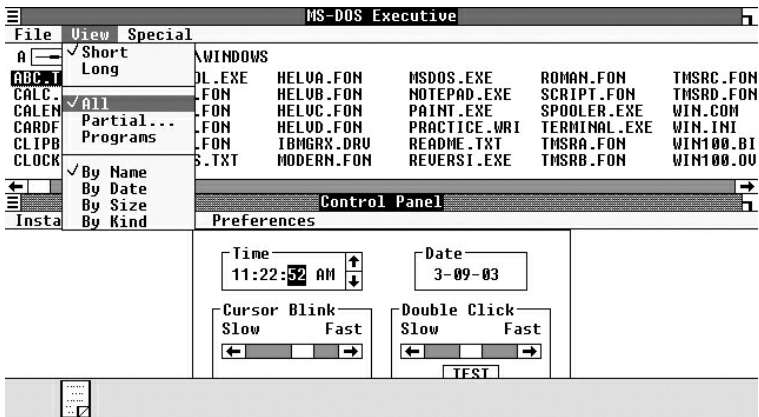 MS-DOS Executive
File View Special
A \WINDOWS
Short
Long
All
Partial...
Programs
By Name
By Date
By Size
By Kind
ABC.T OL.EXE HELVA.FON MSDOS.EXE ROMAN.FON TMSRC.FON
CALC. .FON HELVB.FON NOTEPAD.EXE SCRIPT.FON TMSRD.FON
CALEN .FON HELVC.FON PAINT.EXE SPOOLER.EXE WIN.COM
CARDF .FON HELVD.FON PRACTICE.WRI TERMINAL.EXE WIN.INI
CLIPB .FON IBMGRX.DRV README.TXT TMSRA.FON WIN100.BI
CLOCK S.TXT MODERN.FON REVERSI.EXE TMSRB.FON WIN100.OV
Control Panel
Insta Preferences
Time
11:22:52 AM
Date
3-09-03
Cursor Blink
Slow Fast
Double Click
Slow Fast
TEST